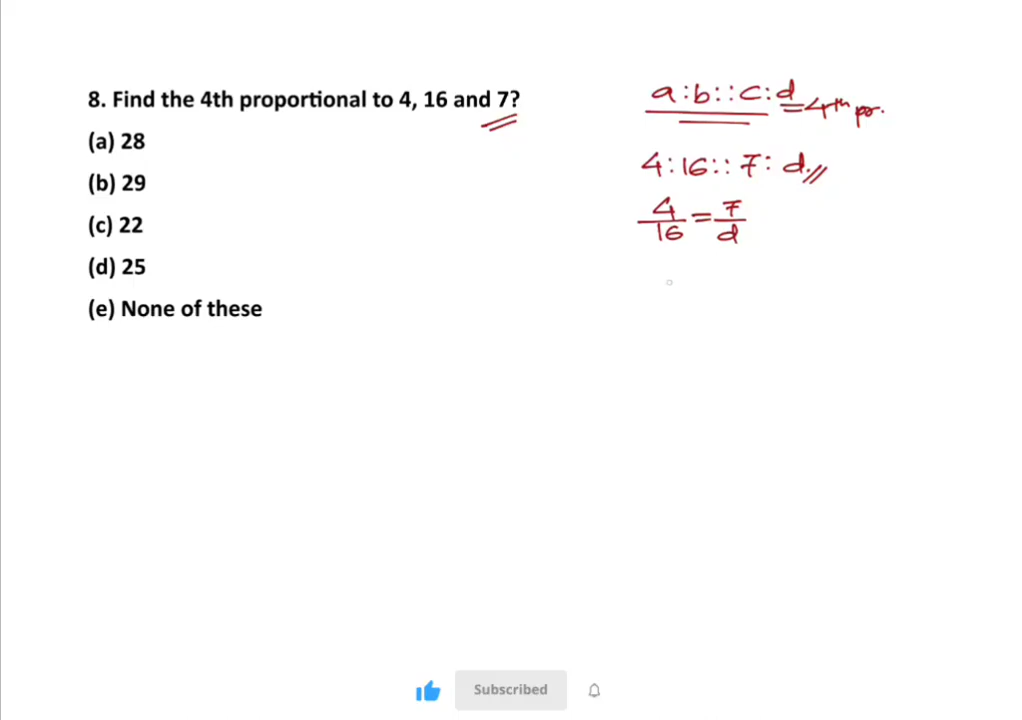 8. Find the 4th proportional to 4, 16 and 7?
(a) 28
(b) 29
(c) 22
(d) 25
(e) None of these
a:b::c:d
4th po.
4:16::7:d
4/16 = 7/d
Subscribed